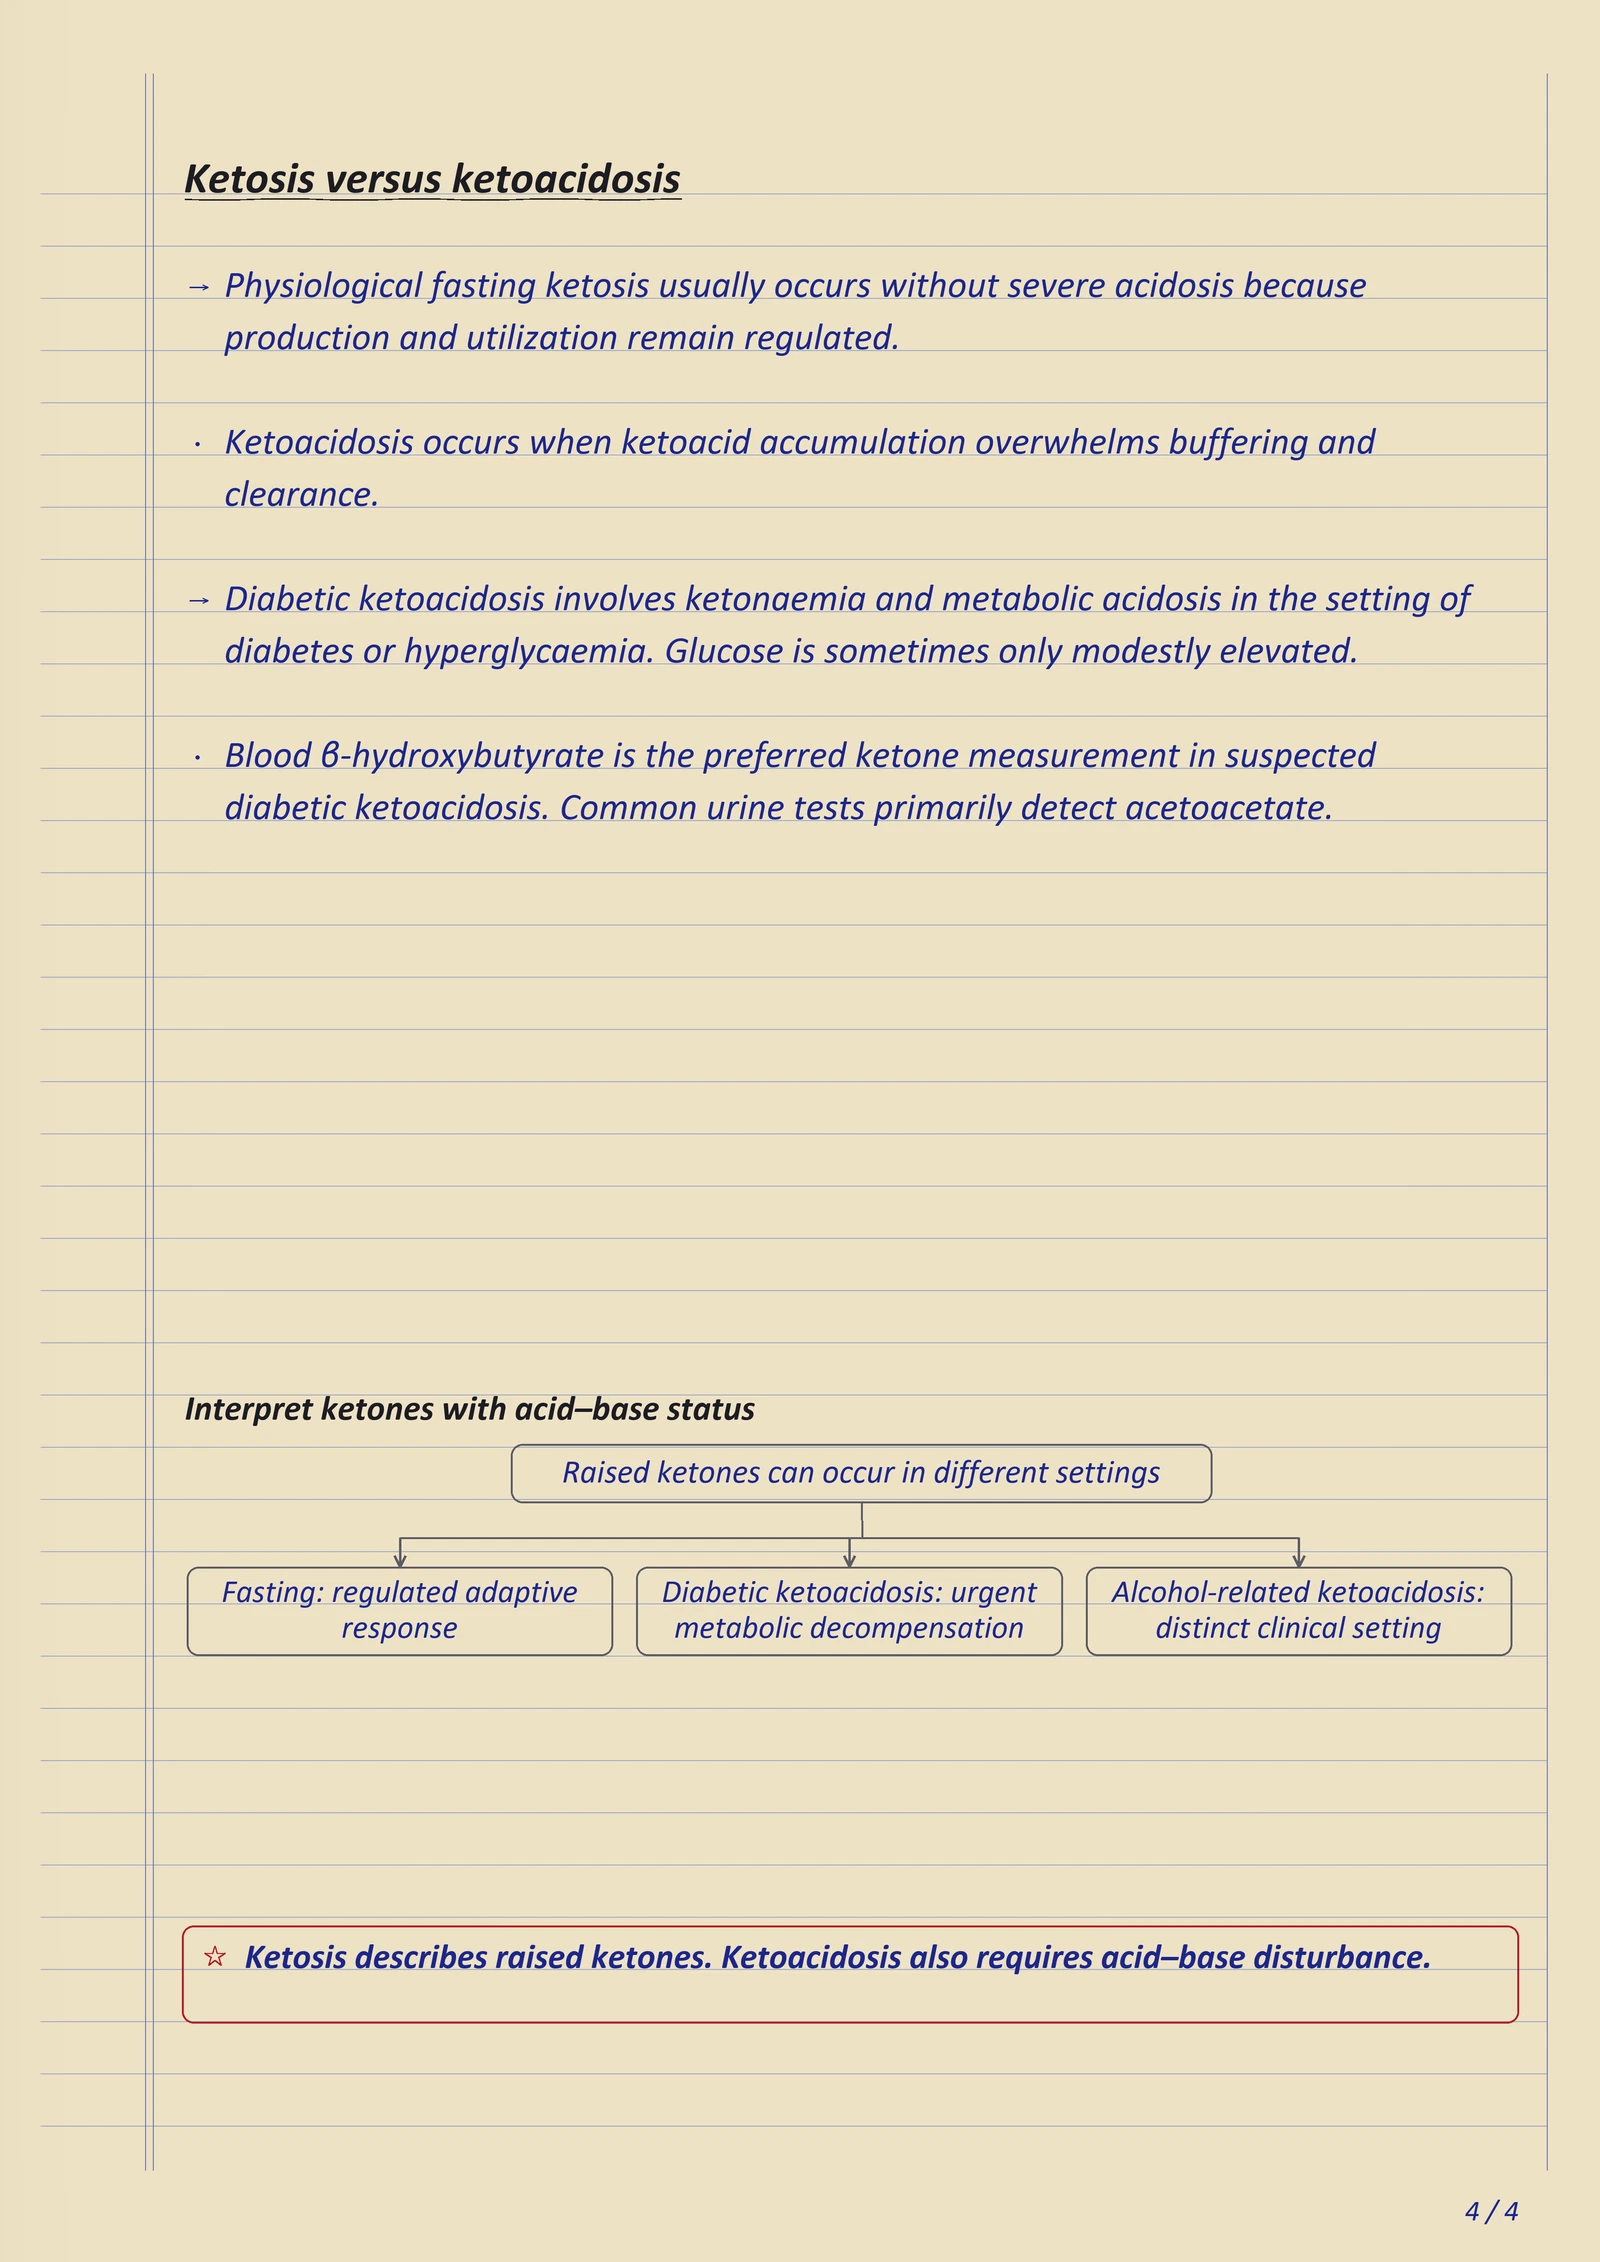 Ketosis versus ketoacidosis
→ Physiological fasting ketosis usually occurs without severe acidosis because
production and utilization remain regulated.
· Ketoacidosis occurs when ketoacid accumulation overwhelms buffering and
clearance.
→ Diabetic ketoacidosis involves ketonaemia and metabolic acidosis in the setting of
diabetes or hyperglycaemia. Glucose is sometimes only modestly elevated.
· Blood β-hydroxybutyrate is the preferred ketone measurement in suspected
diabetic ketoacidosis. Common urine tests primarily detect acetoacetate.
Interpret ketones with acid–base status
Raised ketones can occur in different settings
Fasting: regulated adaptive
response
Diabetic ketoacidosis: urgent
metabolic decompensation
Alcohol-related ketoacidosis:
distinct clinical setting
☆ Ketosis describes raised ketones. Ketoacidosis also requires acid–base disturbance.
4 / 4